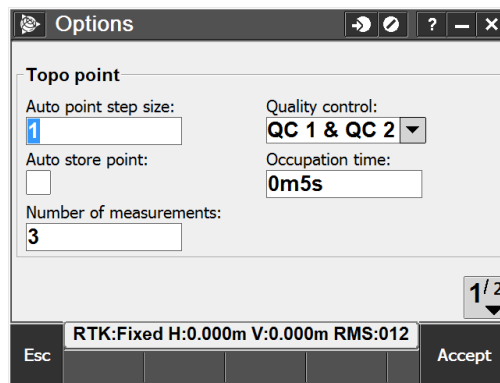 Options
? – X
Topo point
Auto point step size:
1
Quality control:
QC 1 & QC 2
Auto store point:
Occupation time:
0m5s
Number of measurements:
3
1/2
RTK:Fixed H:0.000m V:0.000m RMS:012
Esc
Accept